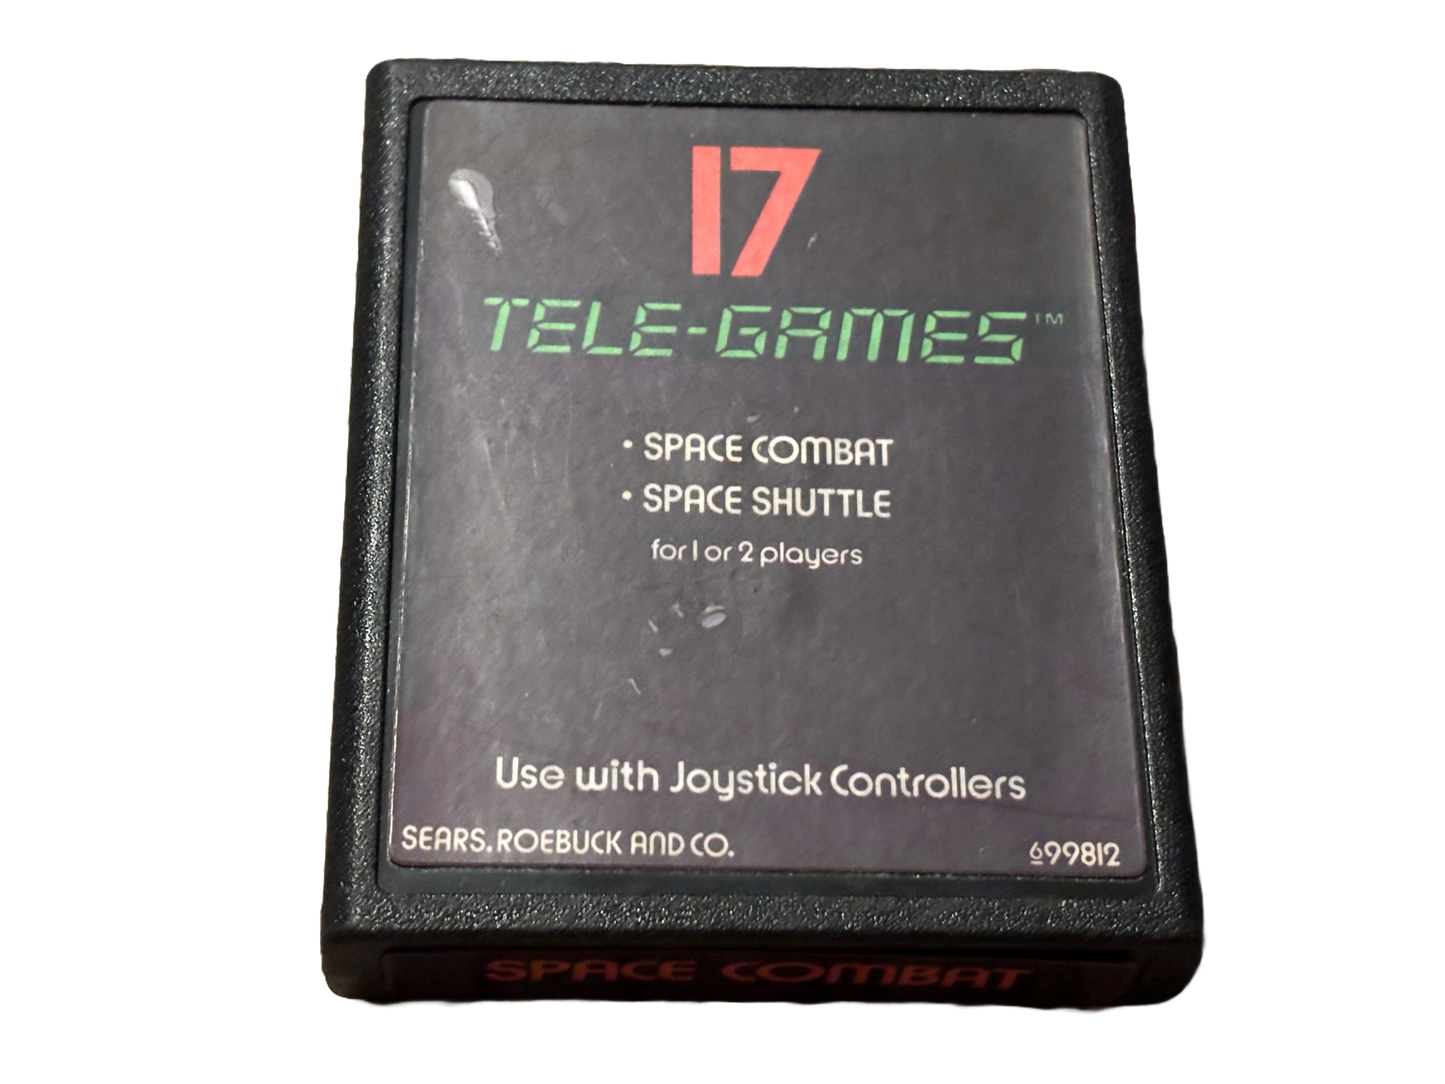 17
TELE-GAMES™
• SPACE COMBAT
• SPACE SHUTTLE
for 1 or 2 players
Use with Joystick Controllers
SEARS, ROEBUCK AND CO. 699812
SPACE COMBAT